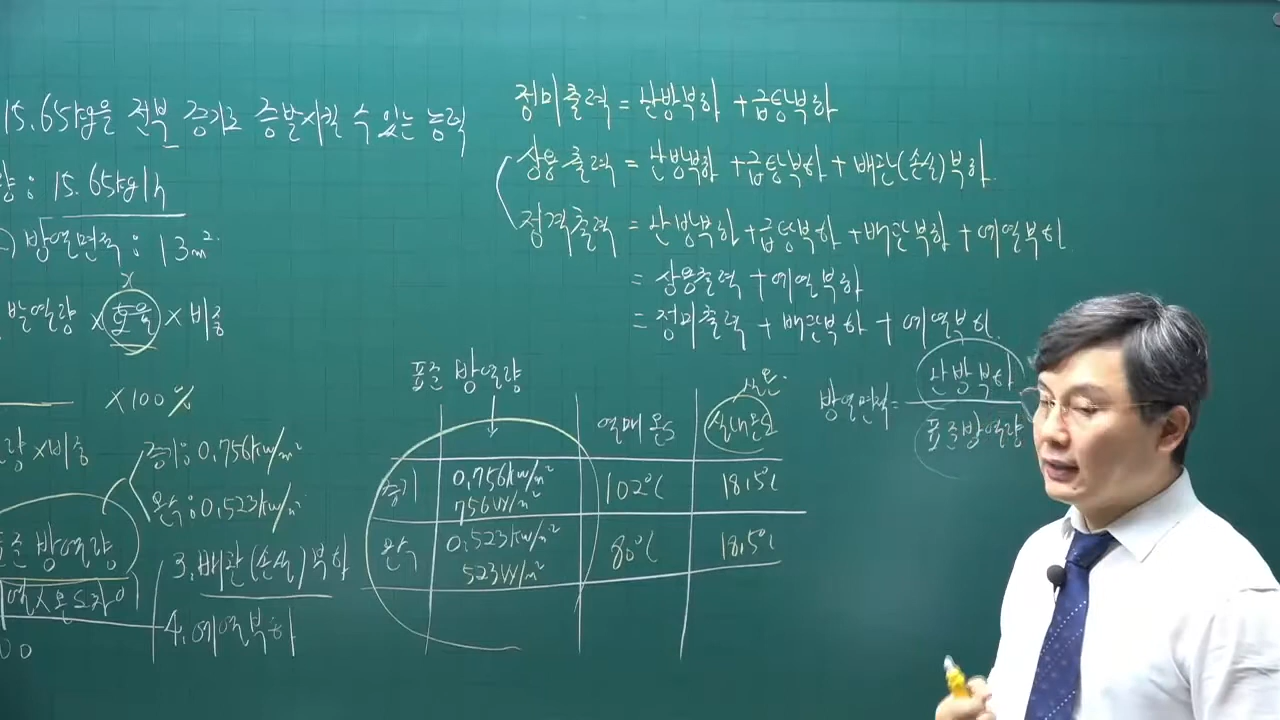 15.65kg을 전부 증기로 증발시킬 수 있는 능력
량 : 15.65kg/h
방열면적 : 13m².
발열량 × 효율 × 비중
×100%
량×비중
증기: 0.756kw/m²
온수: 0.523kw/m²
표준 방열량
3. 배관(손실)부하
4. 예열부하
정미출력 = 난방부하 + 급탕부하
상용출력 = 난방부하 + 급탕부하 + 배관(손실)부하.
정격출력 = 난방부하 + 급탕부하 + 배관부하 + 예열부하.
= 상용출력 + 예열부하
= 정미출력 + 배관부하 + 예열부하.
표준 방열량
열매온도 실내온도
실온.
증기 0.756kw/m² 102℃ 18.5℃
756W/m²
온수 0.523kw/m² 80℃ 18.5℃
523W/m²
방열면적 = 난방부하
표준방열량